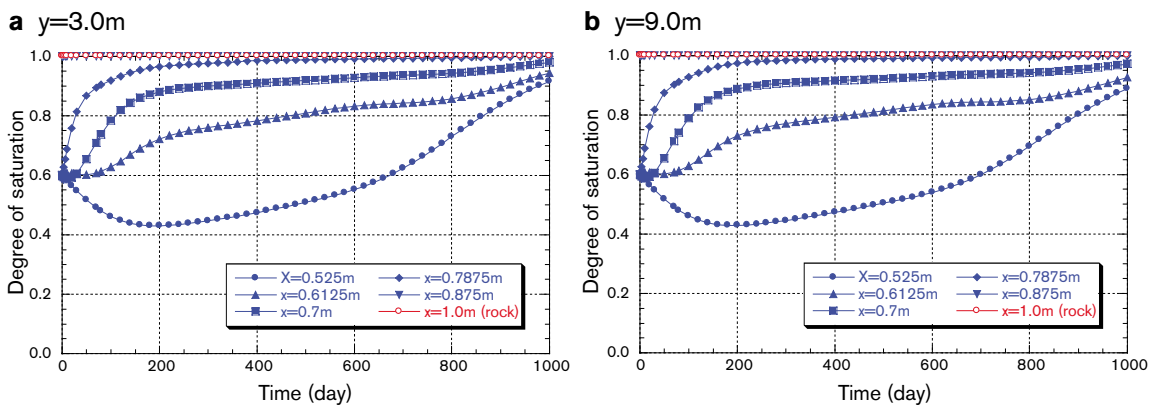 a y=3.0m
1.0
0.8
0.6
0.4
0.2
0.0
Degree of saturation
0 200 400 600 800 1000
Time (day)
X=0.525m x=0.7875m
x=0.6125m x=0.875m
x=0.7m x=1.0m (rock)
b y=9.0m
1.0
0.8
0.6
0.4
0.2
0.0
Degree of saturation
0 200 400 600 800 1000
Time (day)
x=0.525m x=0.7875m
x=0.6125m x=0.875m
x=0.7m x=1.0m (rock)